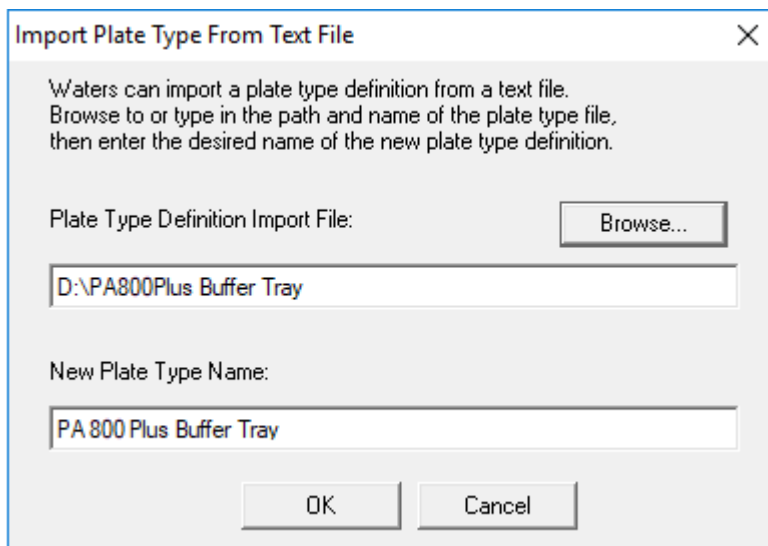 Import Plate Type From Text File
Waters can import a plate type definition from a text file.
Browse to or type in the path and name of the plate type file,
then enter the desired name of the new plate type definition.
Plate Type Definition Import File:
Browse...
D:\PA800Plus Buffer Tray
New Plate Type Name:
PA 800 Plus Buffer Tray
OK
Cancel